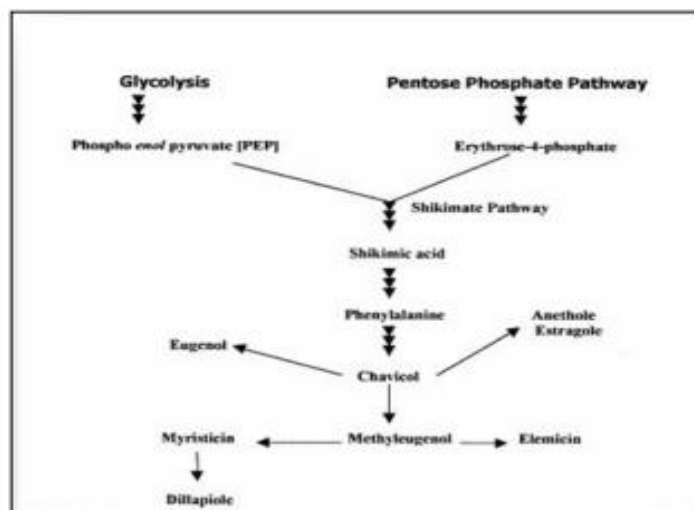 Glycolysis
Pentose Phosphate Pathway
Phospho enol pyruvate [PEP]
Erythrose-4-phosphate
Shikimate Pathway
Shikimic acid
Phenylalanine
Anethole
Estragole
Eugenol
Chavicol
Myristicin
Methyleugenol
Elemicin
Dillapiole